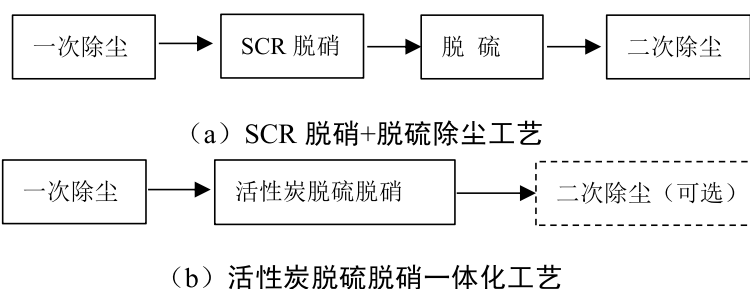 一次除尘 SCR 脱硝 脱 硫 二次除尘
（a）SCR 脱硝+脱硫除尘工艺
一次除尘 活性炭脱硫脱硝 二次除尘（可选）
（b）活性炭脱硫脱硝一体化工艺